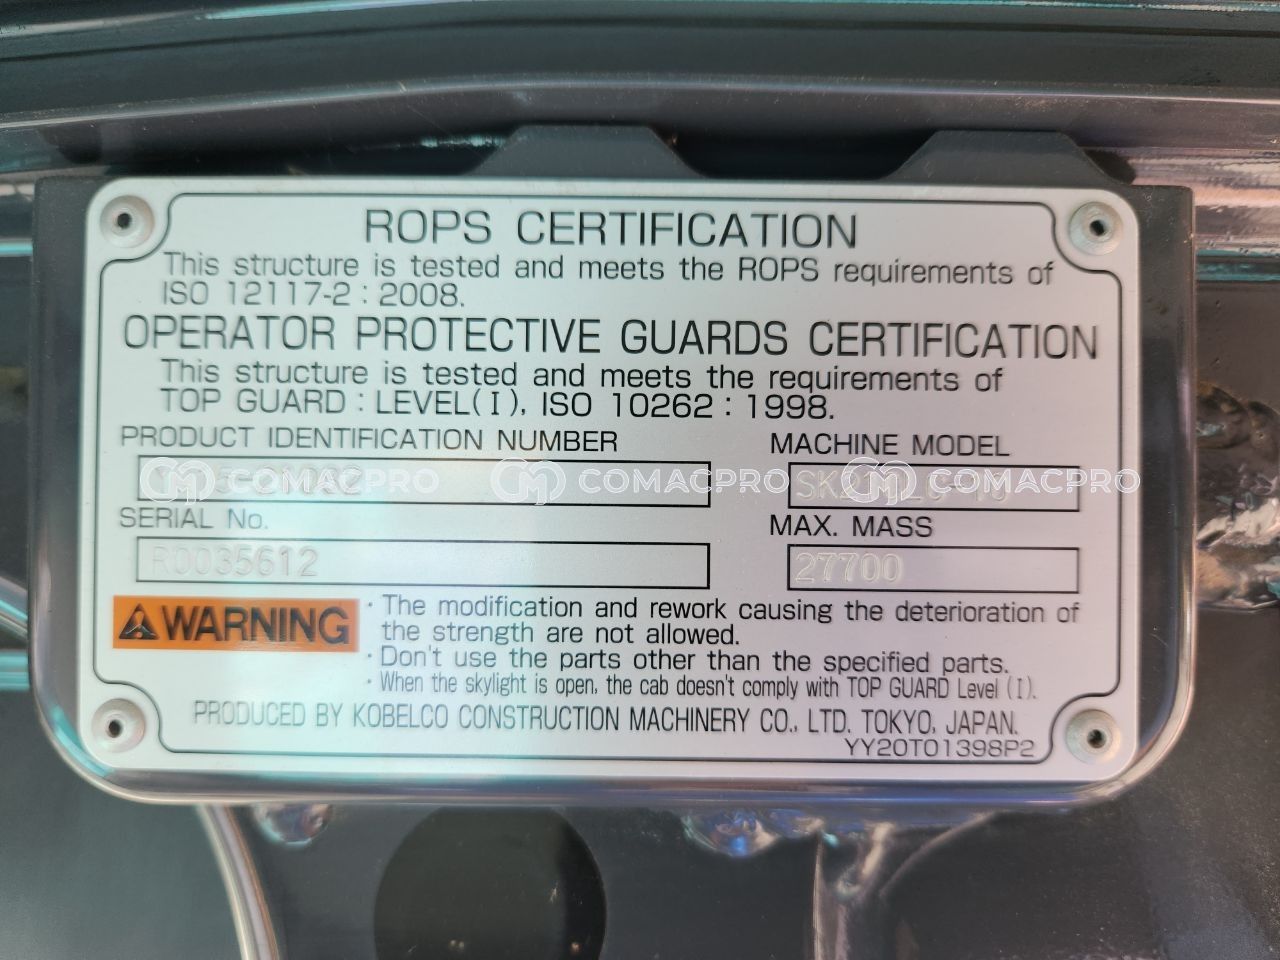 ROPS CERTIFICATION
This structure is tested and meets the ROPS requirements of
ISO 12117-2 : 2008.
OPERATOR PROTECTIVE GUARDS CERTIFICATION
This structure is tested and meets the requirements of
TOP GUARD : LEVEL(I), ISO 10262 : 1998.
PRODUCT IDENTIFICATION NUMBER MACHINE MODEL
COMACPRO COMACPRO COMACPRO
SERIAL No. MAX. MASS
R0035612 27700
WARNING
· The modification and rework causing the deterioration of
the strength are not allowed.
· Don't use the parts other than the specified parts.
· When the skylight is open, the cab doesn't comply with TOP GUARD Level (I).
PRODUCED BY KOBELCO CONSTRUCTION MACHINERY CO., LTD. TOKYO, JAPAN.
YY20T01398P2